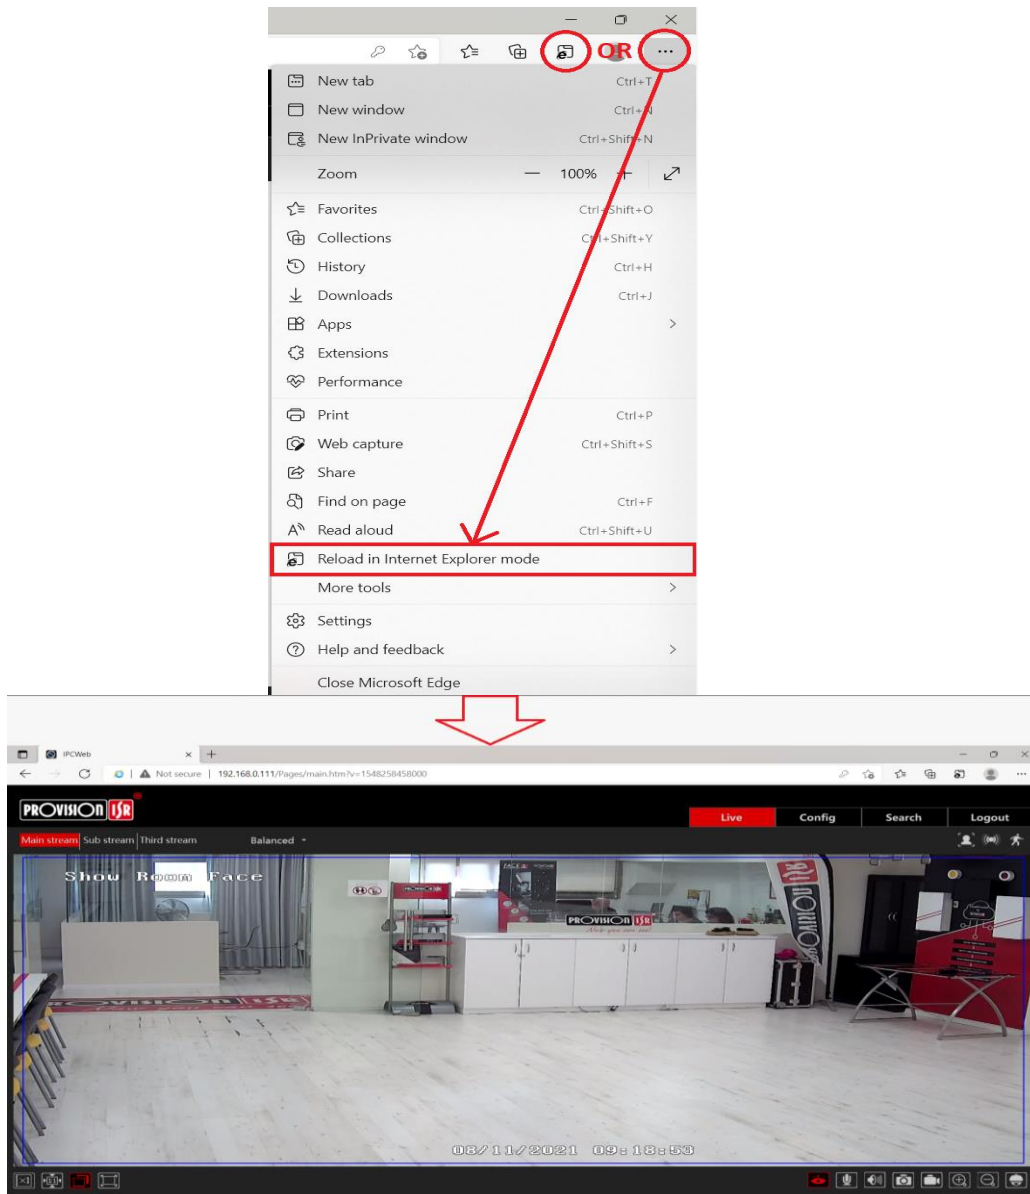 OR
New tab Ctrl+T
New window Ctrl+N
New InPrivate window Ctrl+Shift+N
Zoom — 100% +
Favorites Ctrl+Shift+O
Collections Ctrl+Shift+Y
History Ctrl+H
Downloads Ctrl+J
Apps
Extensions
Performance
Print Ctrl+P
Web capture Ctrl+Shift+S
Share
Find on page Ctrl+F
Read aloud Ctrl+Shift+U
Reload in Internet Explorer mode
More tools
Settings
Help and feedback
Close Microsoft Edge
IPCWeb
Not secure | 192.168.0.111/Pages/main.htm?v=1548258458000
PROVISION ISR
Live Config Search Logout
Main stream Sub stream Third stream Balanced
Show Room Face
PROVISION ISR
PROVISION ISR
PROVISION ISR
08/11/2021 09:18:53